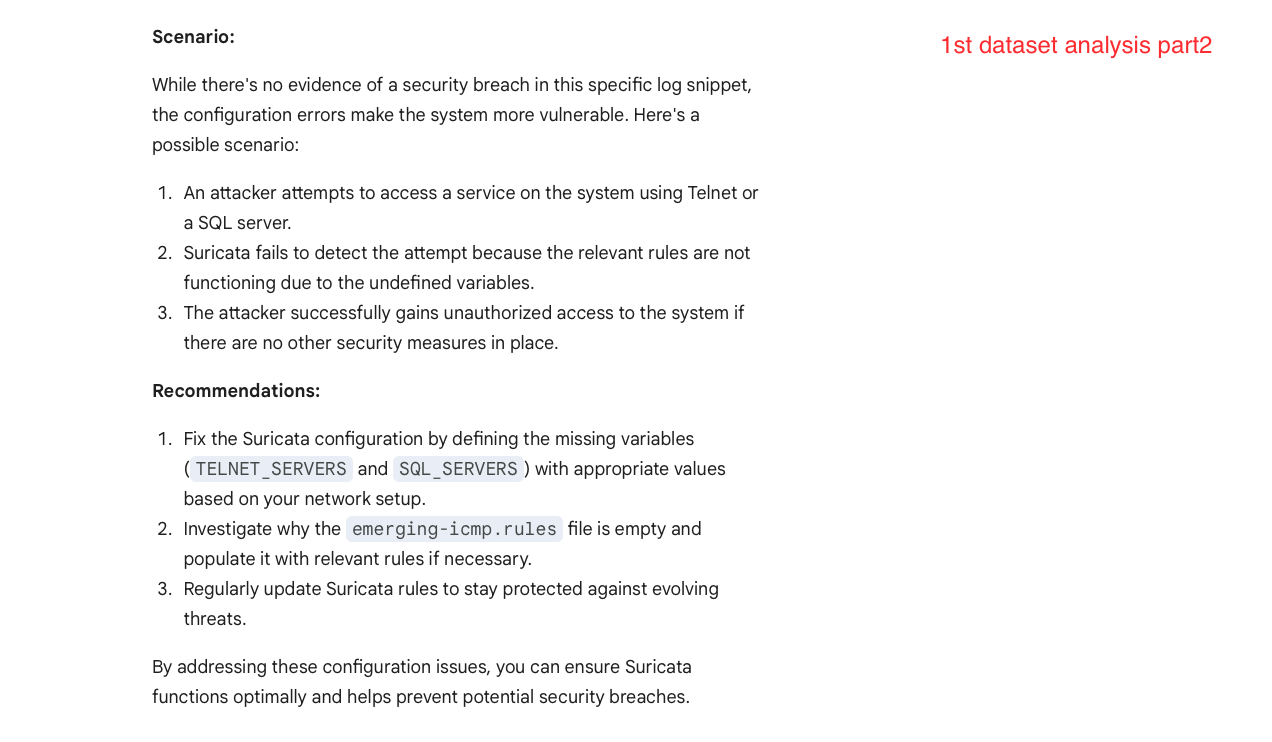 Scenario:
1st dataset analysis part2
While there's no evidence of a security breach in this specific log snippet,
the configuration errors make the system more vulnerable. Here's a
possible scenario:
1. An attacker attempts to access a service on the system using Telnet or
a SQL server.
2. Suricata fails to detect the attempt because the relevant rules are not
functioning due to the undefined variables.
3. The attacker successfully gains unauthorized access to the system if
there are no other security measures in place.
Recommendations:
1. Fix the Suricata configuration by defining the missing variables
(TELNET_SERVERS and SQL_SERVERS) with appropriate values
based on your network setup.
2. Investigate why the emerging-icmp.rules file is empty and
populate it with relevant rules if necessary.
3. Regularly update Suricata rules to stay protected against evolving
threats.
By addressing these configuration issues, you can ensure Suricata
functions optimally and helps prevent potential security breaches.